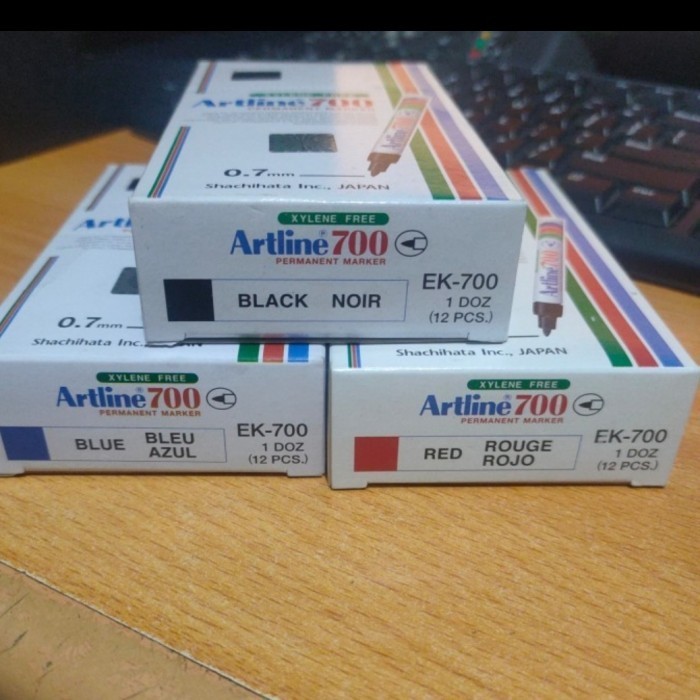 Artline 700
0.7mm
Shachihata Inc., JAPAN
XYLENE FREE
Artline® 700
PERMANENT MARKER
BLACK NOIR
EK-700
1 DOZ
(12 PCS.)
0.7mm
Shachihata Inc.,
XYLENE FREE
Artline® 700
PERMANENT MARKER
BLUE BLEU
AZUL
EK-700
1 DOZ
(12 PCS.)
Artline 700
Shachihata Inc., JAPAN
XYLENE FREE
Artline® 700
PERMANENT MARKER
RED ROUGE
ROJO
EK-700
1 DOZ
(12 PCS.)